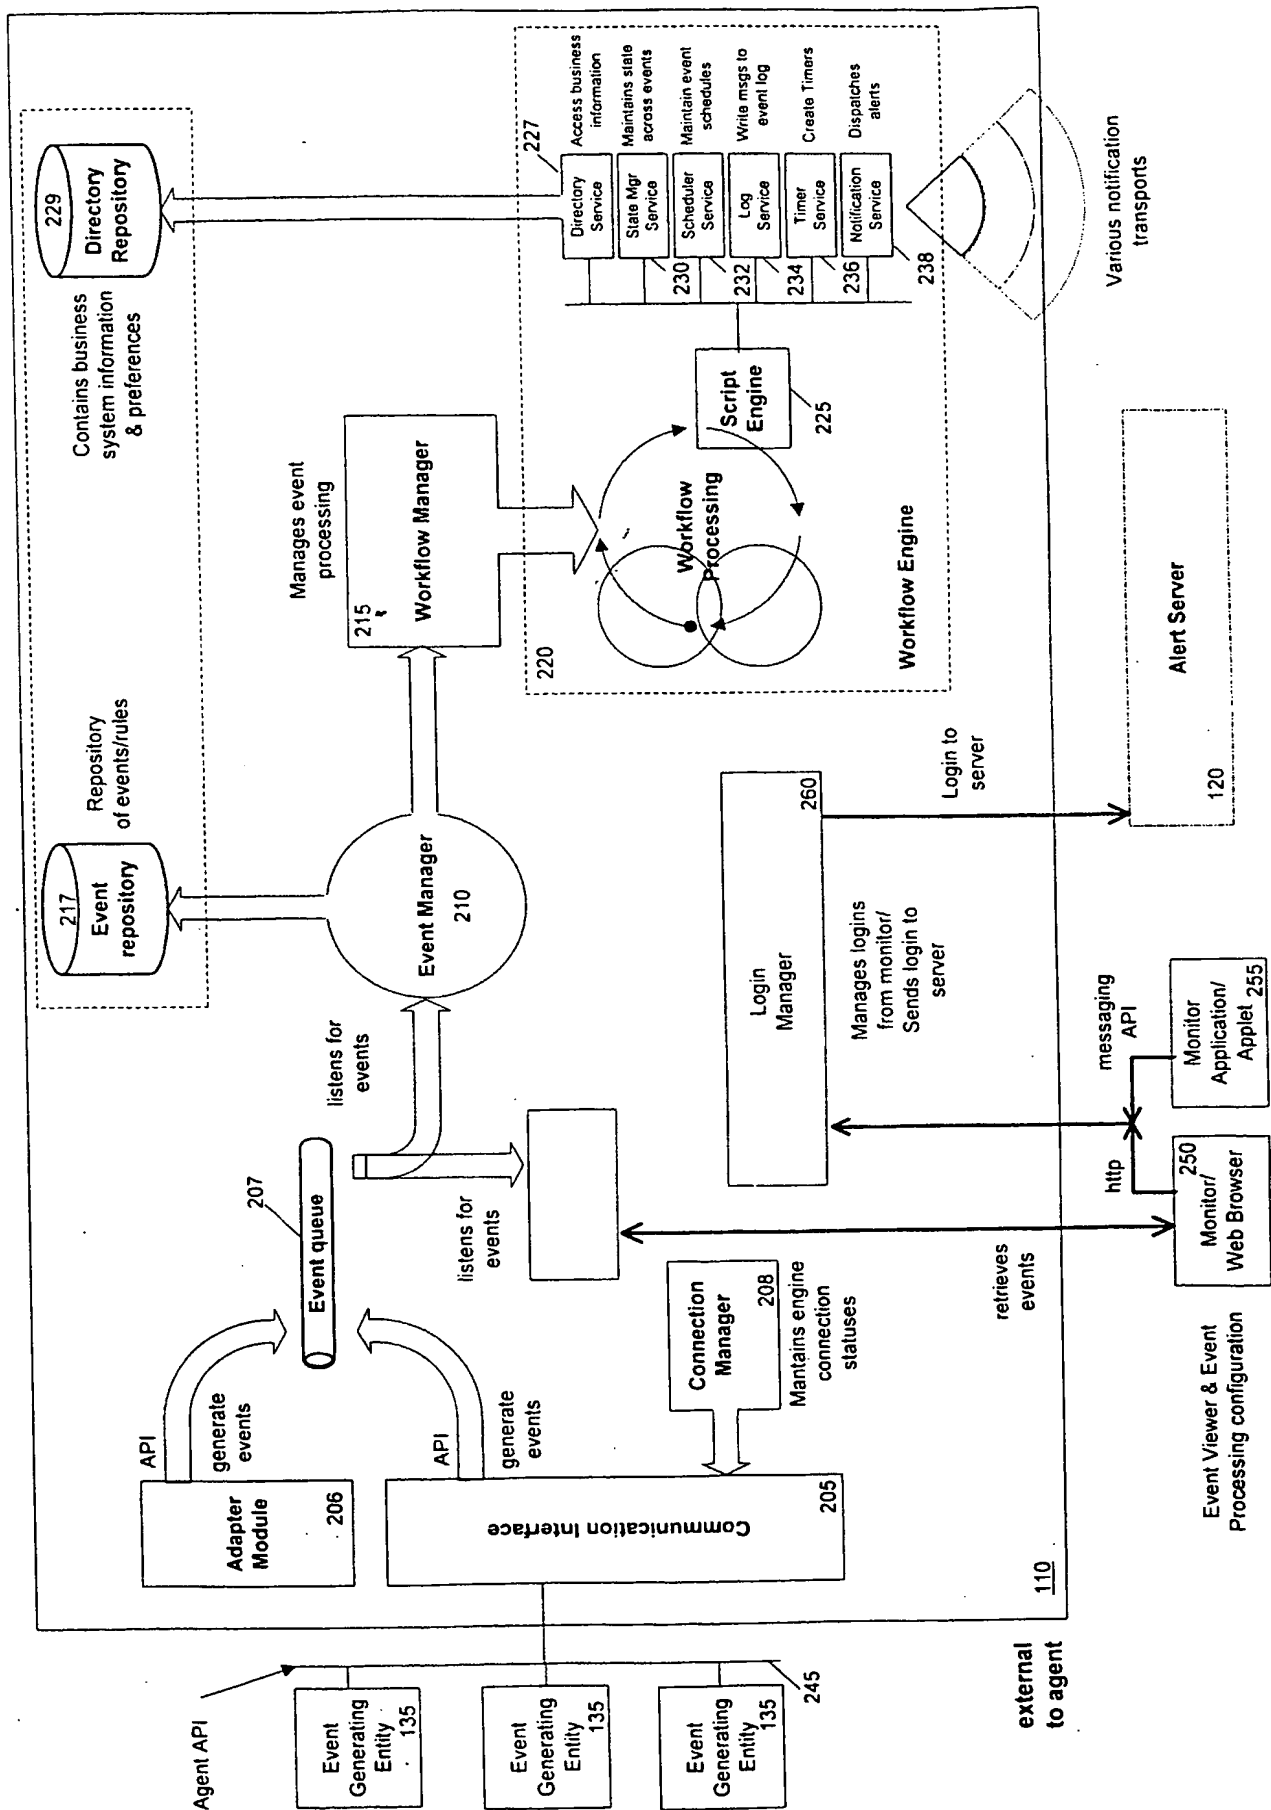 Agent API
Event
Generating
Entity
135
Event
Generating
Entity
135
Event
Generating
Entity
135
245
external
to agent
110
Adapter
Module
206
API
generate
events
Communication Interface
205
API
generate
events
207
Event queue
listens for
events
listens for
events
Connection
Manager
208
Mantains engine
connection
statuses
217
Event
repository
Repository
of events/rules
229
Directory
Repository
Contains business
system information
& preferences
Event Manager
210
Manages event
processing
215
Workflow Manager
220
Workflow
Processing
Workflow Engine
Script
Engine
225
227
Directory
Service
Access business
information
State Mgr
Service
230
Maintains state
across events
Scheduler
Service
232
Maintain event
schedules
Log
Service
234
Write msgs to
event log
Timer
Service
236
Create Timers
Notification
Service
238
Dispatches
alerts
Various notification
transports
Login
Manager
260
Manages logins
from monitor/
Sends login to
server
Login to
server
Alert Server
120
retrieves
events
http
messaging
API
250
Monitor/
Web Browser
Monitor
Application/
Applet
255
Event Viewer & Event
Processing configuration